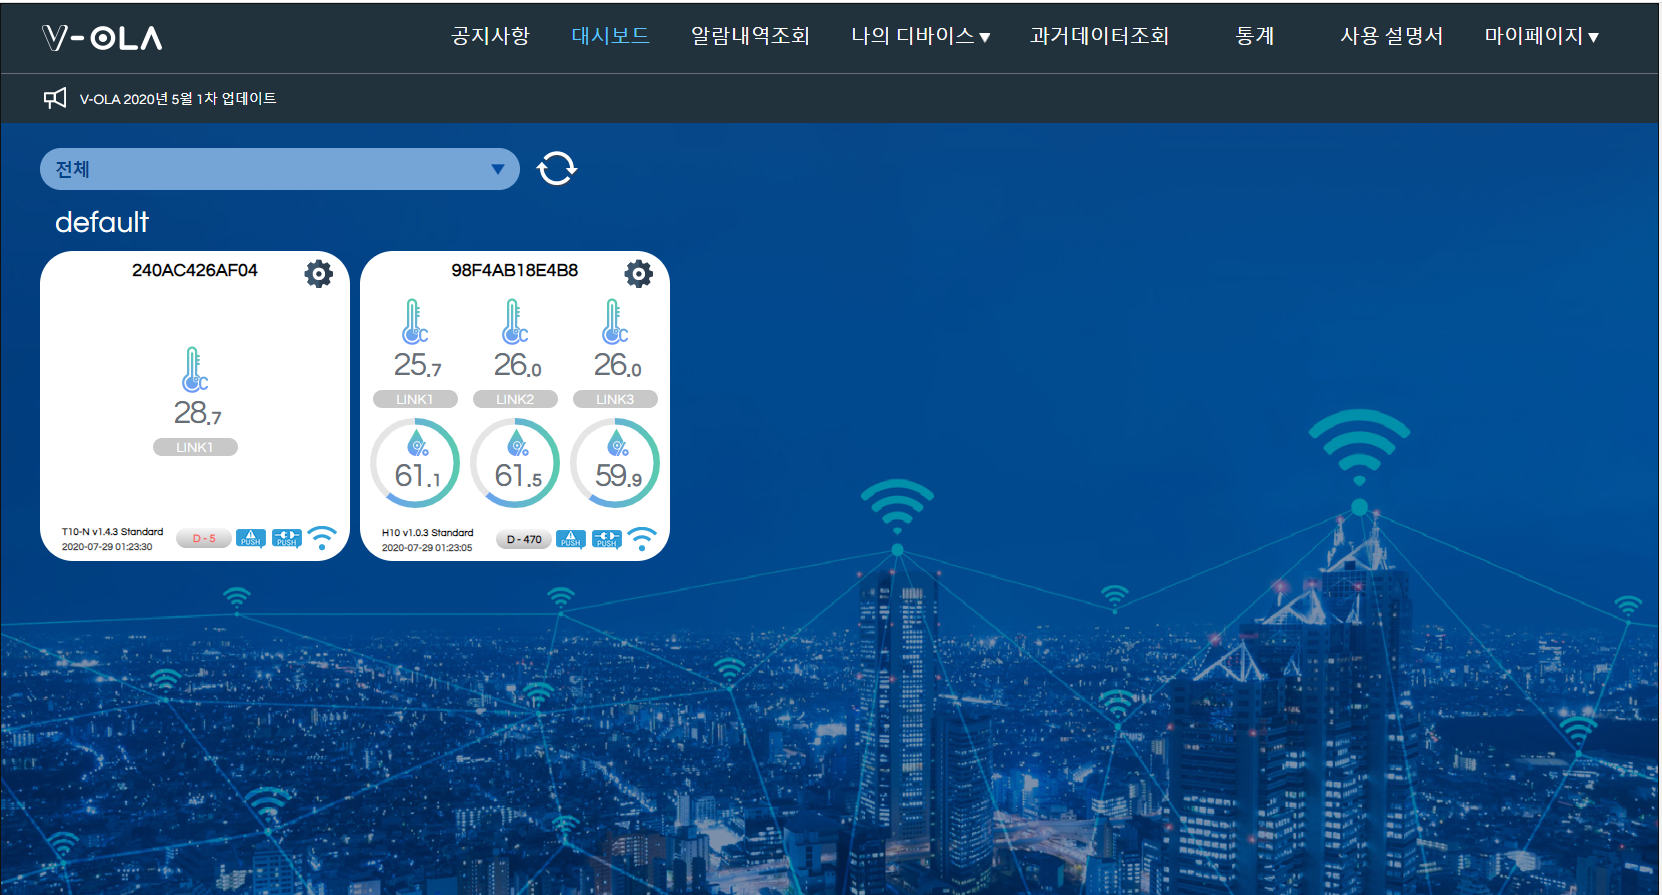 V-OLA
공지사항 대시보드 알람내역조회 나의 디바이스▼ 과거데이터조회 통계 사용 설명서 마이페이지▼
V-OLA 2020년 5월 1차 업데이트
전체 ▼
default
240AC426AF04
°C
28.7
LINK1
T10-N v1.4.3 Standard
2020-07-29 01:23:30
D - 5
PUSH PUSH
98F4AB18E4B8
°C °C °C
25.7 26.0 26.0
LINK1 LINK2 LINK3
% % %
61.1 61.5 59.9
H10 v1.0.3 Standard
2020-07-29 01:23:05
D - 470
PUSH PUSH